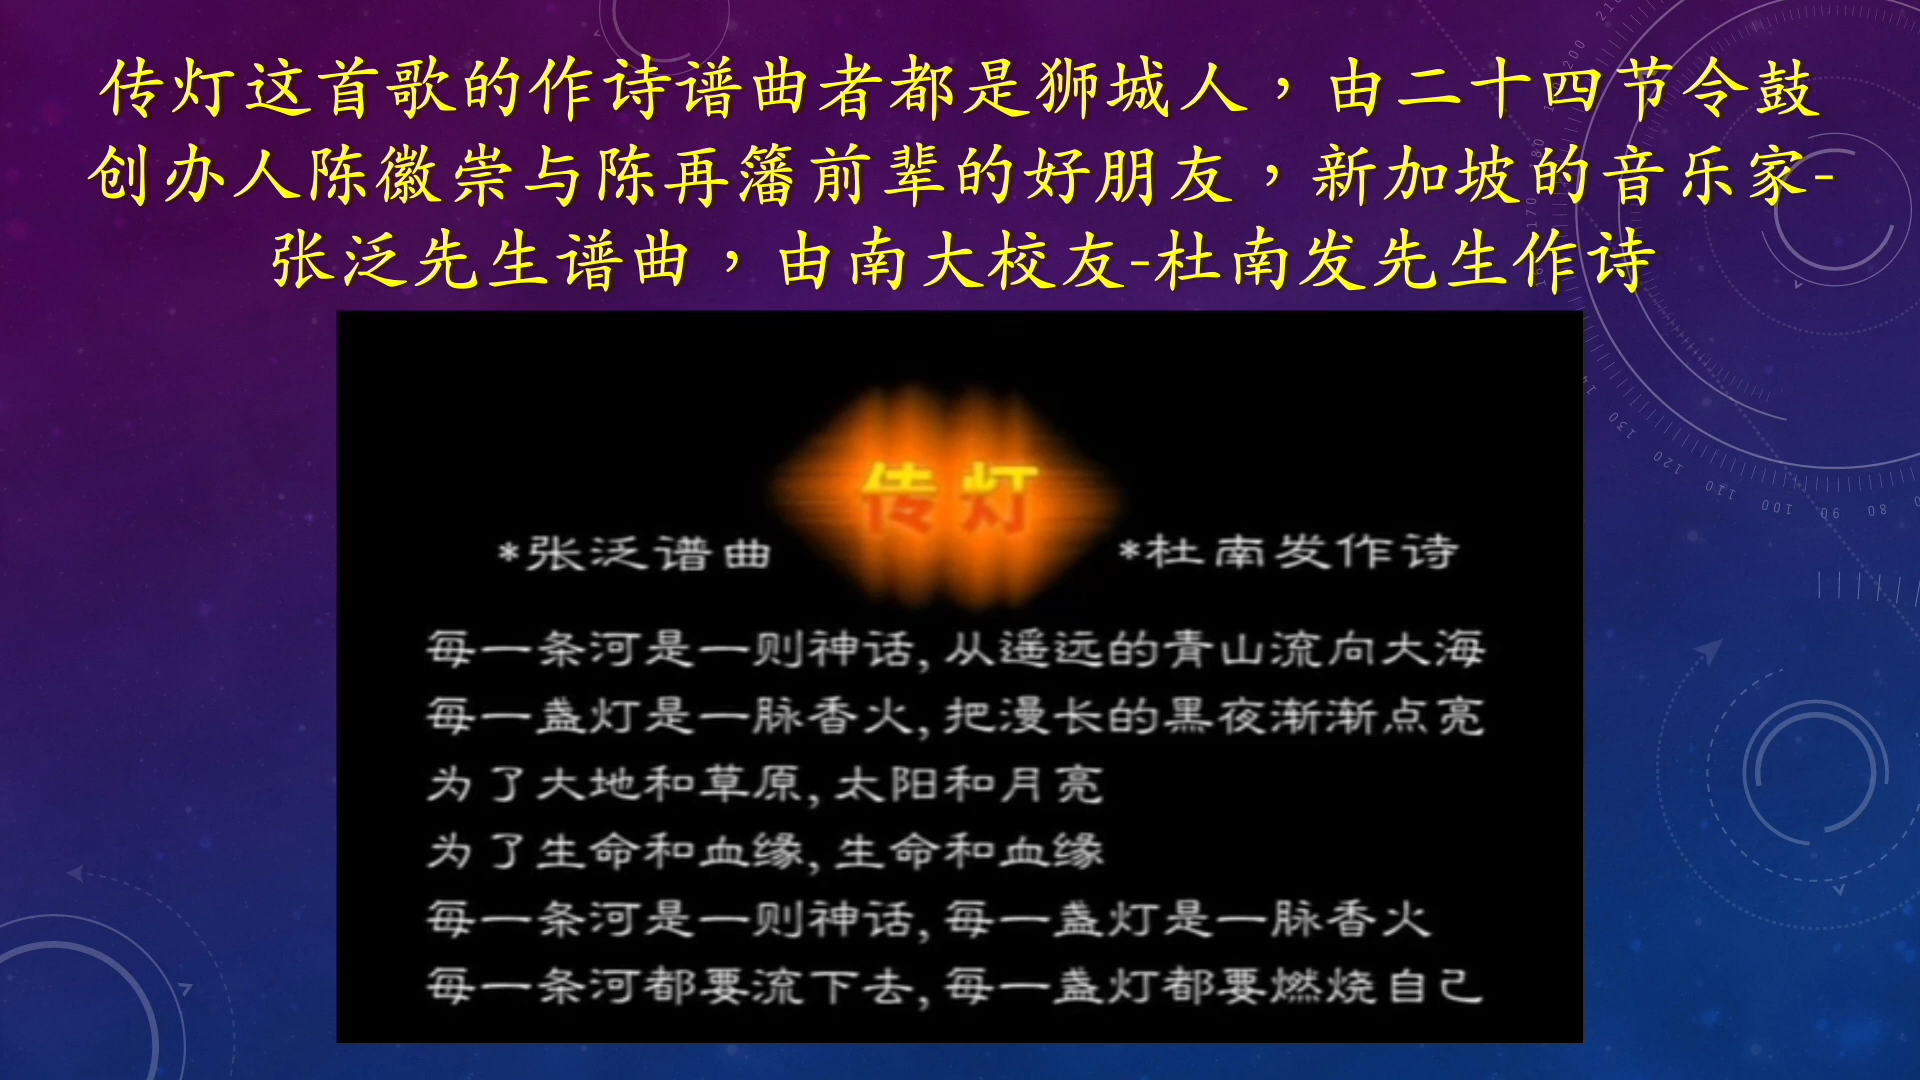 传灯这首歌的作诗谱曲者都是狮城人，由二十四节令鼓
创办人陈徽崇与陈再籓前辈的好朋友，新加坡的音乐家-
张泛先生谱曲，由南大校友-杜南发先生作诗
传灯
*张泛谱曲 *杜南发作诗
每一条河是一则神话,从遥远的青山流向大海
每一盏灯是一脉香火,把漫长的黑夜渐渐点亮
为了大地和草原,太阳和月亮
为了生命和血缘,生命和血缘
每一条河是一则神话,每一盏灯是一脉香火
每一条河都要流下去,每一盏灯都要燃烧自己